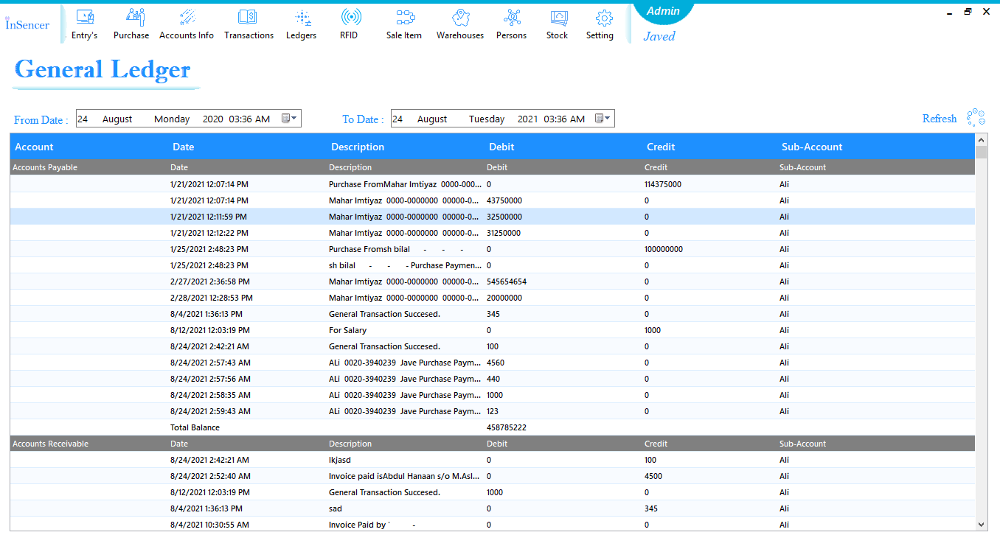 InSencer
Entry's Purchase Accounts Info Transactions Ledgers RFID Sale Item Warehouses Persons Stock Setting
Admin
Javed
General Ledger
From Date : 24 August Monday 2020 03:36 AM To Date : 24 August Tuesday 2021 03:36 AM Refresh
Account Date Description Debit Credit Sub-Account
Accounts Payable Date Description Debit Credit Sub-Account
1/21/2021 12:07:14 PM Purchase FromMahar Imtiyaz 0000-000... 0 114375000 Ali
1/21/2021 12:07:14 PM Mahar Imtiyaz 0000-0000000 00000-0... 43750000 0 Ali
1/21/2021 12:11:59 PM Mahar Imtiyaz 0000-0000000 00000-0... 32500000 0 Ali
1/21/2021 12:12:22 PM Mahar Imtiyaz 0000-0000000 00000-0... 31250000 0 Ali
1/25/2021 2:48:23 PM Purchase Fromsh bilal - - - 0 100000000 Ali
1/25/2021 2:48:23 PM sh bilal - - - Purchase Paymen... 0 0 Ali
2/27/2021 2:36:58 PM Mahar Imtiyaz 0000-0000000 00000-0... 545654654 0 Ali
2/28/2021 12:28:53 PM Mahar Imtiyaz 0000-0000000 00000-0... 20000000 0 Ali
8/4/2021 1:36:13 PM General Transaction Succesed. 345 0 Ali
8/12/2021 12:03:19 PM For Salary 0 1000 Ali
8/24/2021 2:42:21 AM General Transaction Succesed. 100 0 Ali
8/24/2021 2:57:43 AM ALi 0020-3940239 Jave Purchase Paym... 4560 0 Ali
8/24/2021 2:57:56 AM ALi 0020-3940239 Jave Purchase Paym... 440 0 Ali
8/24/2021 2:58:35 AM ALi 0020-3940239 Jave Purchase Paym... 1000 0 Ali
8/24/2021 2:59:43 AM ALi 0020-3940239 Jave Purchase Paym... 123 0 Ali
Total Balance 458785222
Accounts Receivable Date Description Debit Credit Sub-Account
8/24/2021 2:42:21 AM lkjasd 0 100 Ali
8/24/2021 2:52:40 AM Invoice paid isAbdul Hanaan s/o M.Asl... 0 4500 Ali
8/12/2021 12:03:19 PM General Transaction Succesed. 1000 0 Ali
8/4/2021 1:36:13 PM sad 0 345 Ali
8/4/2021 10:30:55 AM Invoice Paid by ' - 0 0 Ali